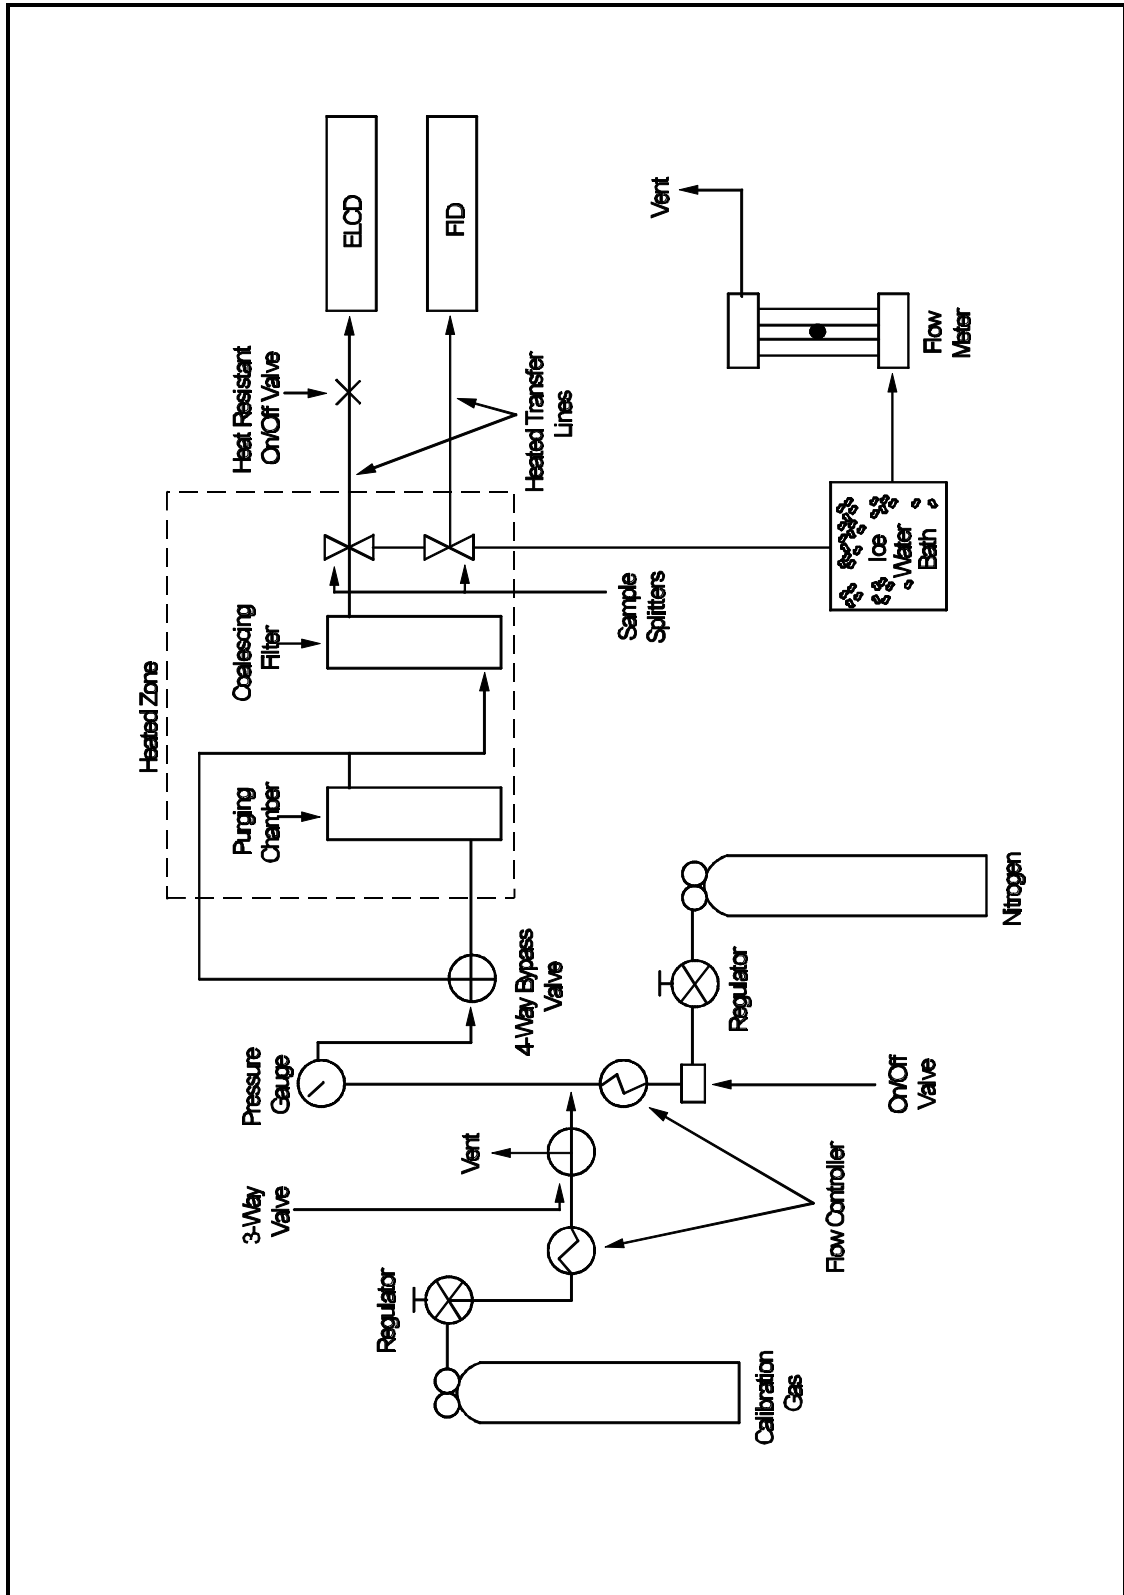 Heated Zone
Purging
Chamber
Coalescing
Filter
Heat Resistant
On/Off Valve
ELCD
FID
Heated Transfer
Lines
Sample
Splitters
Vent
Flow
Meter
Ice
Water
Bath
3-Way
Valve
Pressure
Gauge
4-Way Bypass
Valve
Regulator
Vent
Regulator
Nitrogen
On/Off
Valve
Flow Controller
Calibration
Gas